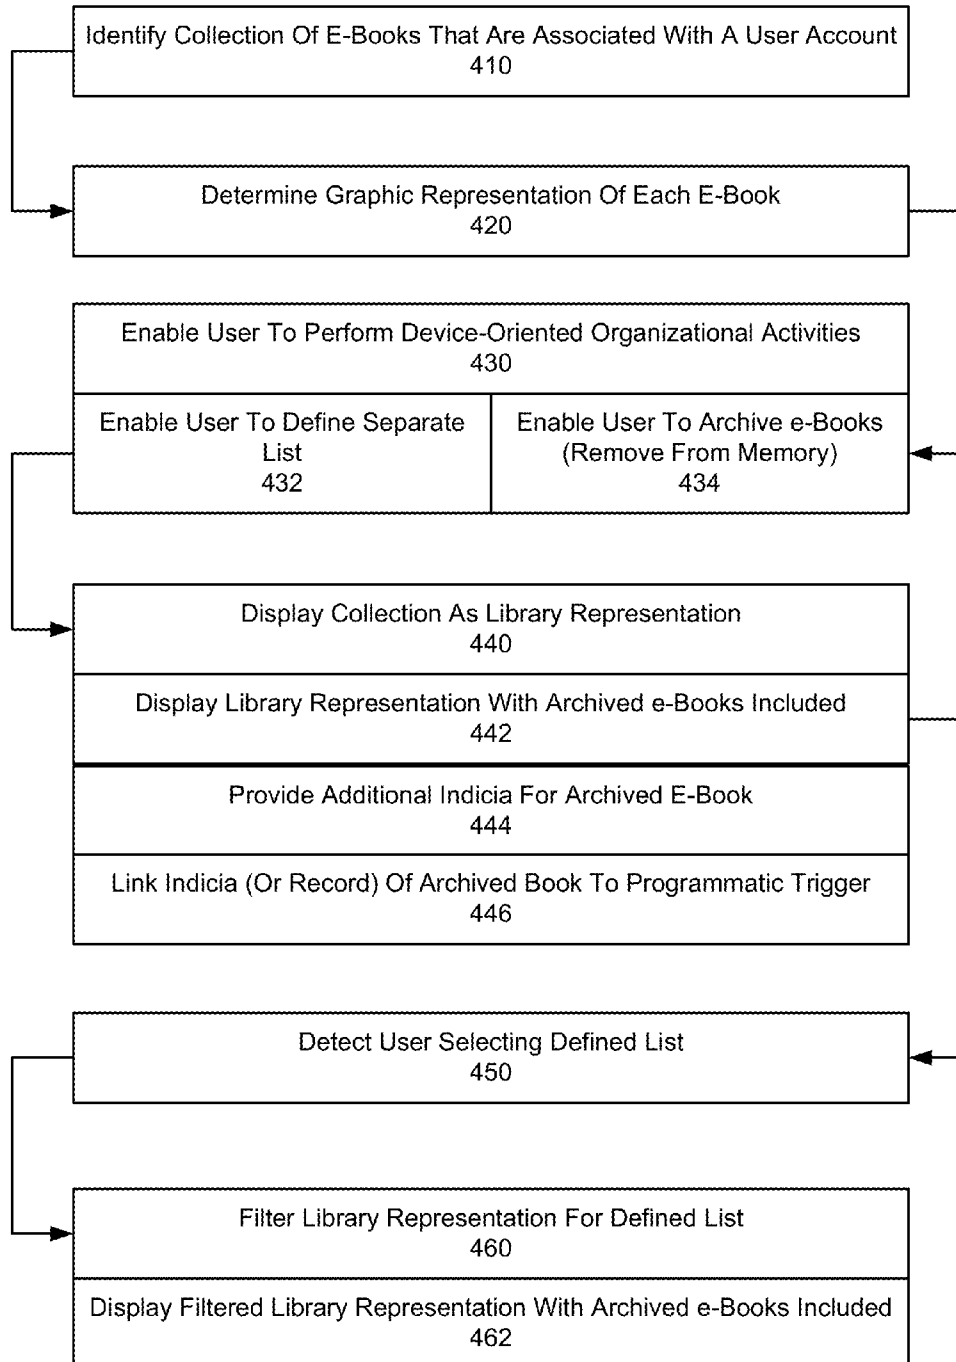 Identify Collection Of E-Books That Are Associated With A User Account
410
Determine Graphic Representation Of Each E-Book
420
Enable User To Perform Device-Oriented Organizational Activities
430
Enable User To Define Separate
List
432
Enable User To Archive e-Books
(Remove From Memory)
434
Display Collection As Library Representation
440
Display Library Representation With Archived e-Books Included
442
Provide Additional Indicia For Archived E-Book
444
Link Indicia (Or Record) Of Archived Book To Programmatic Trigger
446
Detect User Selecting Defined List
450
Filter Library Representation For Defined List
460
Display Filtered Library Representation With Archived e-Books Included
462